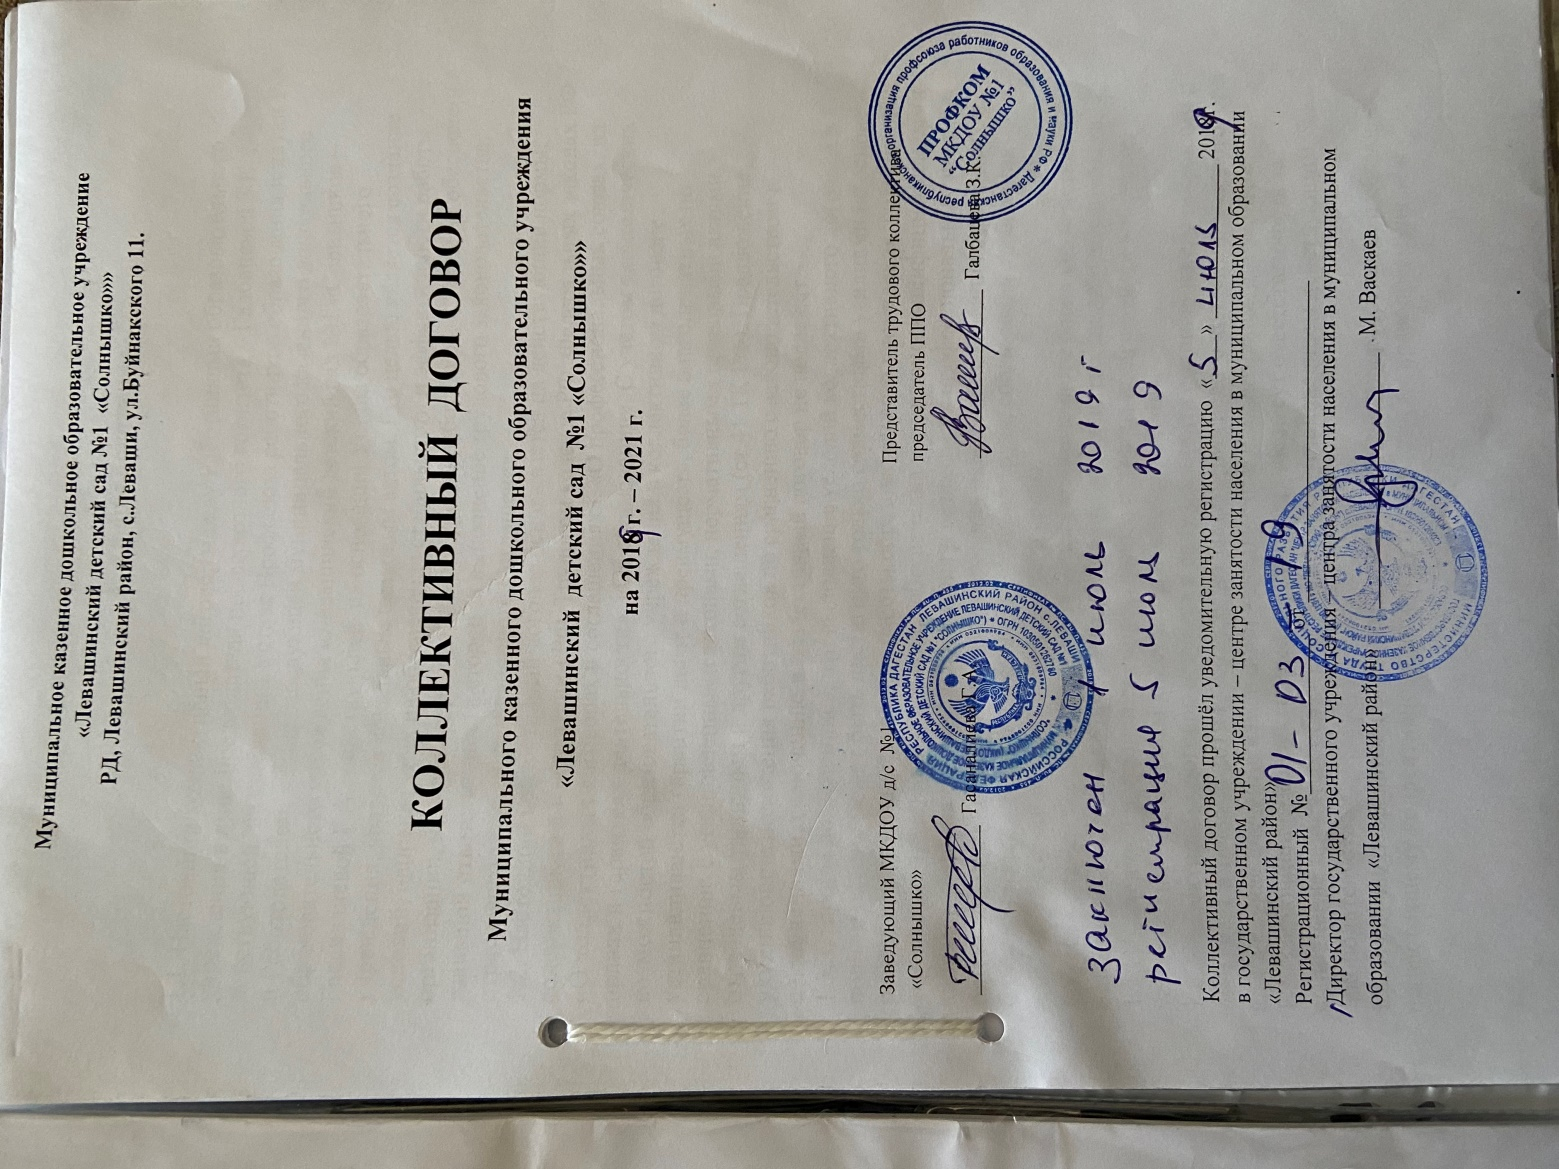 Муниципальное казенное дошкольное образовательное учреждение
«Левашинский детский сад №1 «Солнышко»»
РД, Левашинский район, с.Леваши, ул.Буйнакского 11.
КОЛЛЕКТИВНЫЙ ДОГОВОР
Муниципального казенного дошкольного образовательного учреждения
«Левашинский детский сад №1 «Солнышко»»
на 2019 г. – 2021 г.
Заведующий МКДОУ д/с №1
«Солнышко»
Гасаналиева Г.А
Представитель трудового коллектива
председатель ППО
Галбацева З.К.
ПРОФКОМ
МКДОУ №1
“Солнышко”
Заключен 1 июль 2019 г
регистрация 5 июль 2019
Коллективный договор прошёл уведомительную регистрацию «5» июль 2019г.
в государственном учреждении – центре занятости населения в муниципальном образовании
«Левашинский район»
Регистрационный № 01-03 от 19
Директор государственного учреждения – центра занятости населения в муниципальном
образовании «Левашинский район» .М. Васкаев